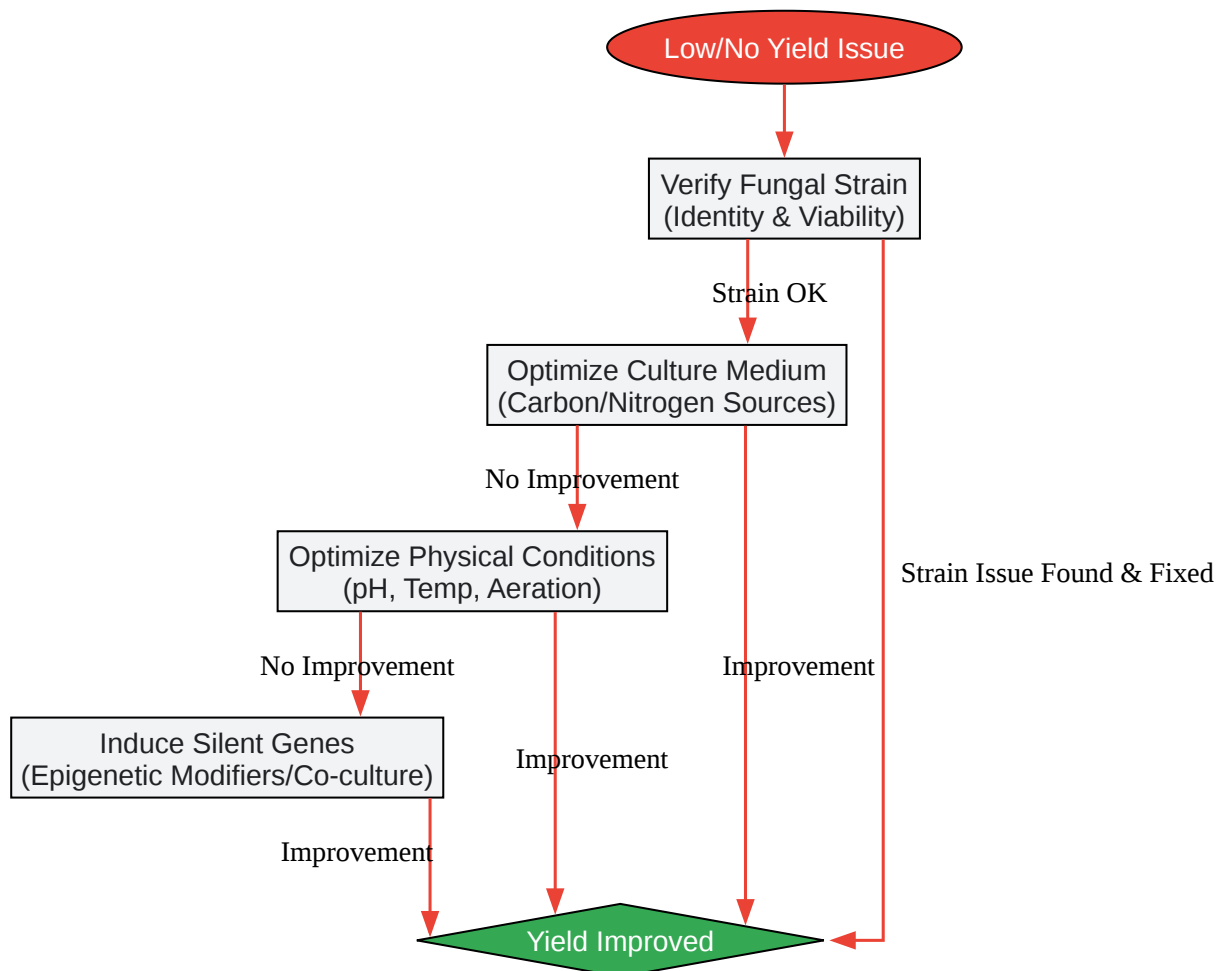 Low/No Yield Issue
Verify Fungal Strain
(Identity & Viability)
Strain OK
Optimize Culture Medium
(Carbon/Nitrogen Sources)
No Improvement
Optimize Physical Conditions
(pH, Temp, Aeration)
Strain Issue Found & Fixed
No Improvement
Improvement
Induce Silent Genes
(Epigenetic Modifiers/Co-culture)
Improvement
Improvement
Yield Improved